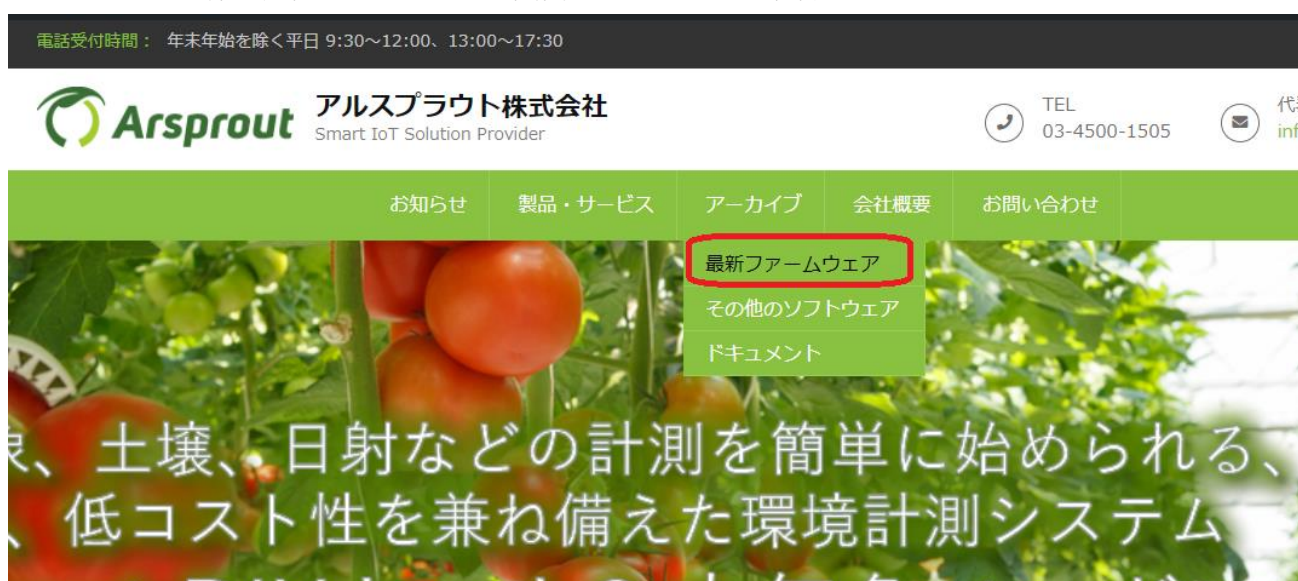 電話受付時間： 年末年始を除く平日 9:30～12:00、13:00～17:30
Arsprout
アルスプラウト株式会社
Smart IoT Solution Provider
TEL
03-4500-1505
inf
お知らせ 製品・サービス アーカイブ 会社概要 お問い合わせ
最新ファームウェア
その他のソフトウェア
ドキュメント
、土壌、日射などの計測を簡単に始められる、
、低コスト性を兼ね備えた環境計測システム